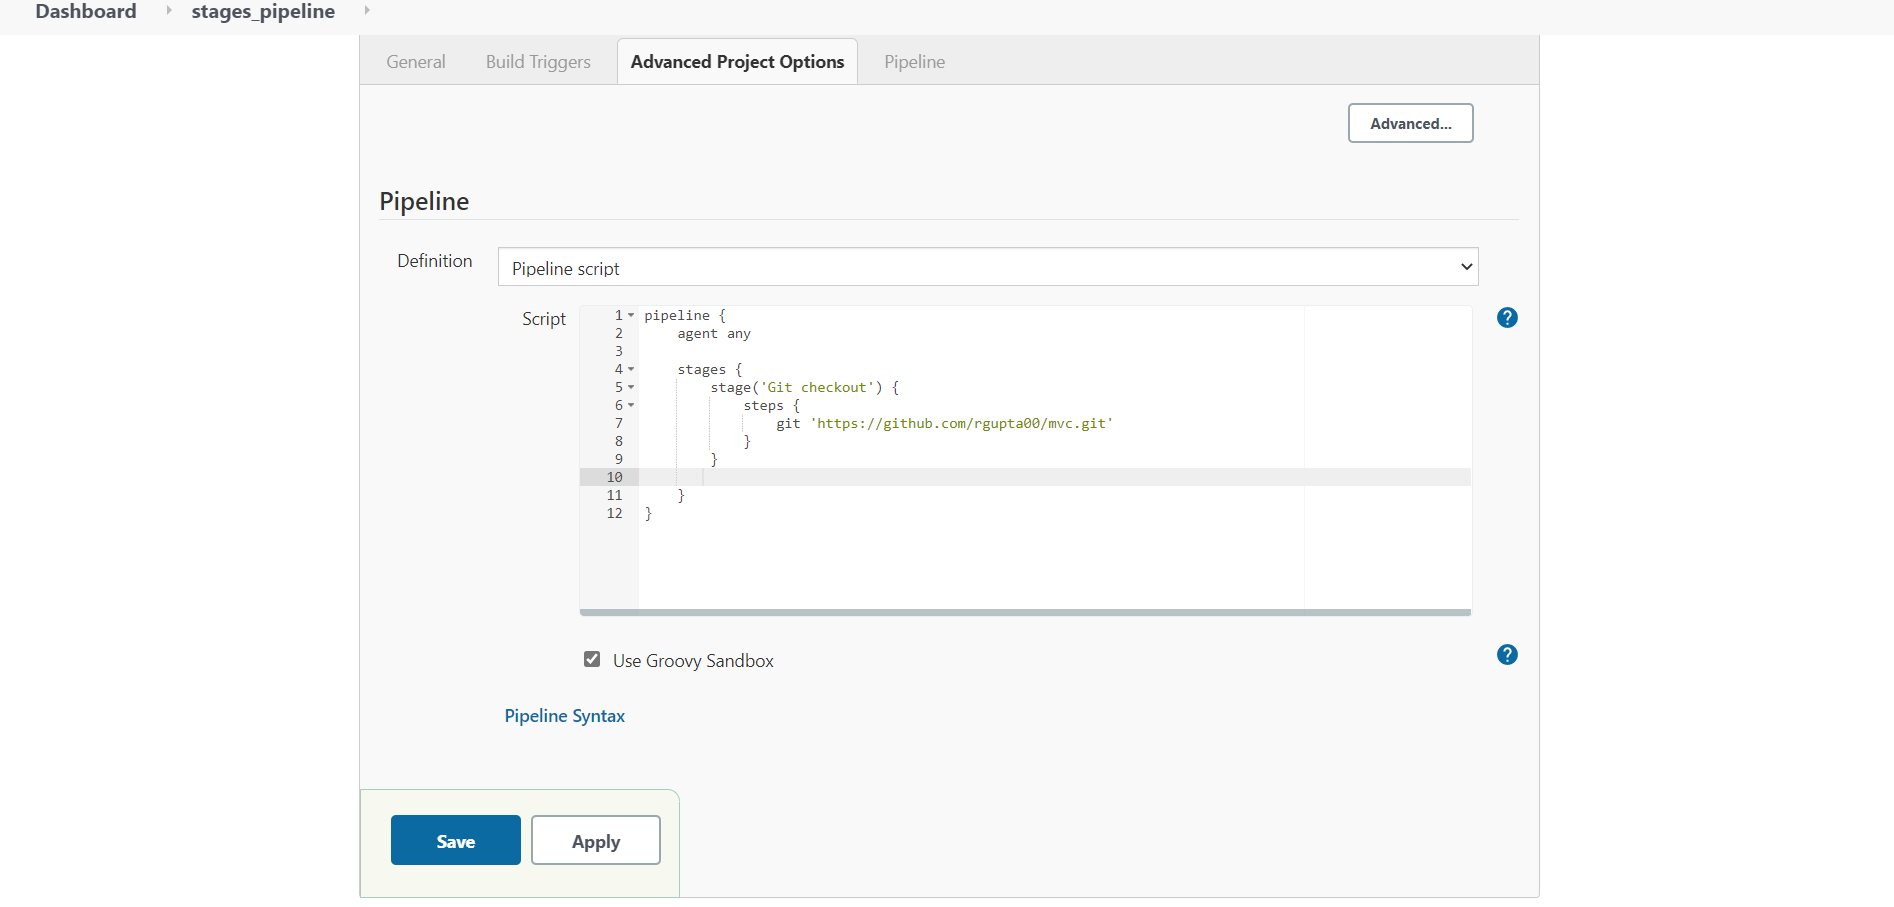 Dashboard stages_pipeline
General Build Triggers Advanced Project Options Pipeline
Advanced...
Pipeline
Definition Pipeline script
Script
1 pipeline {
2     agent any
3
4     stages {
5         stage('Git checkout') {
6             steps {
7                 git 'https://github.com/rgupta00/mvc.git'
8             }
9         }
10
11     }
12 }
?
Use Groovy Sandbox ?
Pipeline Syntax
Save Apply